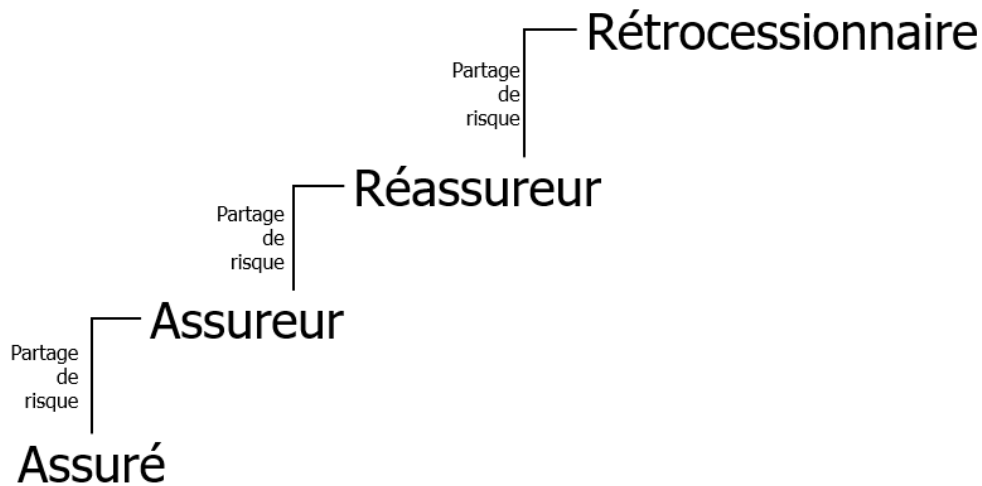 Rétrocessionnaire
Partage
de
risque
Réassureur
Partage
de
risque
Assureur
Partage
de
risque
Assuré